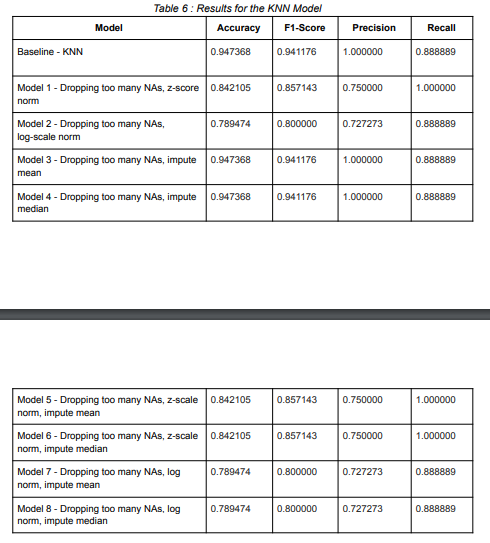 Table 6 : Results for the KNN Model
Model Accuracy F1-Score Precision Recall
Baseline - KNN 0.947368 0.941176 1.000000 0.888889
Model 1 - Dropping too many NAs, z-score 0.842105 0.857143 0.750000 1.000000
norm
Model 2 - Dropping too many NAs, 0.789474 0.800000 0.727273 0.888889
log-scale norm
Model 3 - Dropping too many NAs, impute 0.947368 0.941176 1.000000 0.888889
mean
Model 4 - Dropping too many NAs, impute 0.947368 0.941176 1.000000 0.888889
median
Model 5 - Dropping too many NAs, z-scale 0.842105 0.857143 0.750000 1.000000
norm, impute mean
Model 6 - Dropping too many NAs, z-scale 0.842105 0.857143 0.750000 1.000000
norm, impute median
Model 7 - Dropping too many NAs, log 0.789474 0.800000 0.727273 0.888889
norm, impute mean
Model 8 - Dropping too many NAs, log 0.789474 0.800000 0.727273 0.888889
norm, impute median